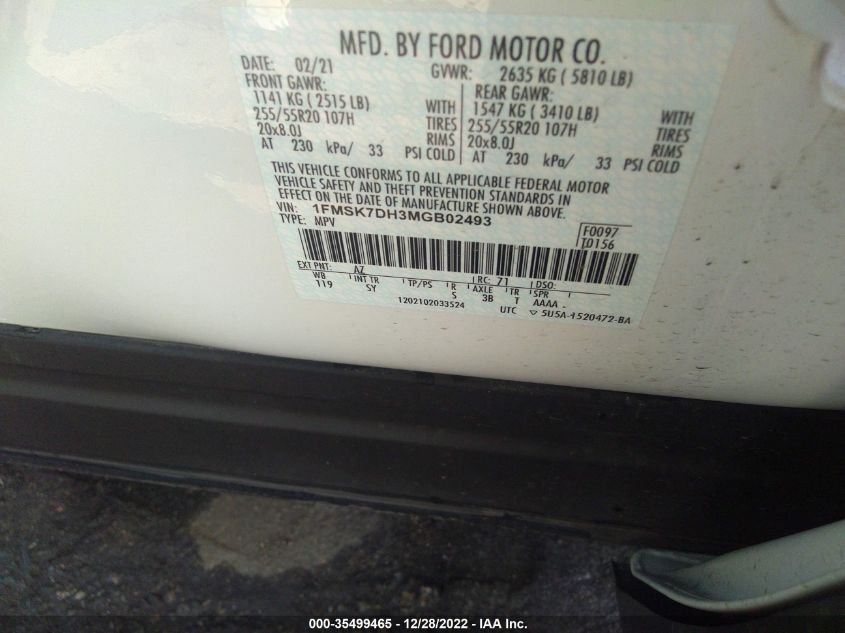 MFD. BY FORD MOTOR CO.
DATE: 02/21 GVWR: 2635 KG ( 5810 LB)
FRONT GAWR: REAR GAWR:
1141 KG ( 2515 LB) WITH 1547 KG ( 3410 LB) WITH
255/55R20 107H TIRES 255/55R20 107H TIRES
20x8.0J RIMS 20x8.0J RIMS
AT 230 kPa/ 33 PSI COLD AT 230 kPa/ 33 PSI COLD
THIS VEHICLE CONFORMS TO ALL APPLICABLE FEDERAL MOTOR
VEHICLE SAFETY AND THEFT PREVENTION STANDARDS IN
EFFECT ON THE DATE OF MANUFACTURE SHOWN ABOVE.
VIN: 1FMSK7DH3MGB02493
TYPE: MPV
F0097
T0156
EXT PNT: AZ RC: 71 DSO:
WB INT TR TP/PS R AXLE TR SPR
119 SY S 3B T AAAA
1202102033524 UTC ▽ 5U5A-1520472-BA
000-35499465 - 12/28/2022 - IAA Inc.